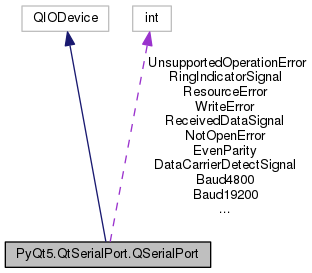 QIODevice
int
UnsupportedOperationError
RingIndicatorSignal
ResourceError
WriteError
ReceivedDataSignal
NotOpenError
EvenParity
DataCarrierDetectSignal
Baud4800
Baud19200
...
PyQt5.QtSerialPort.QSerialPort